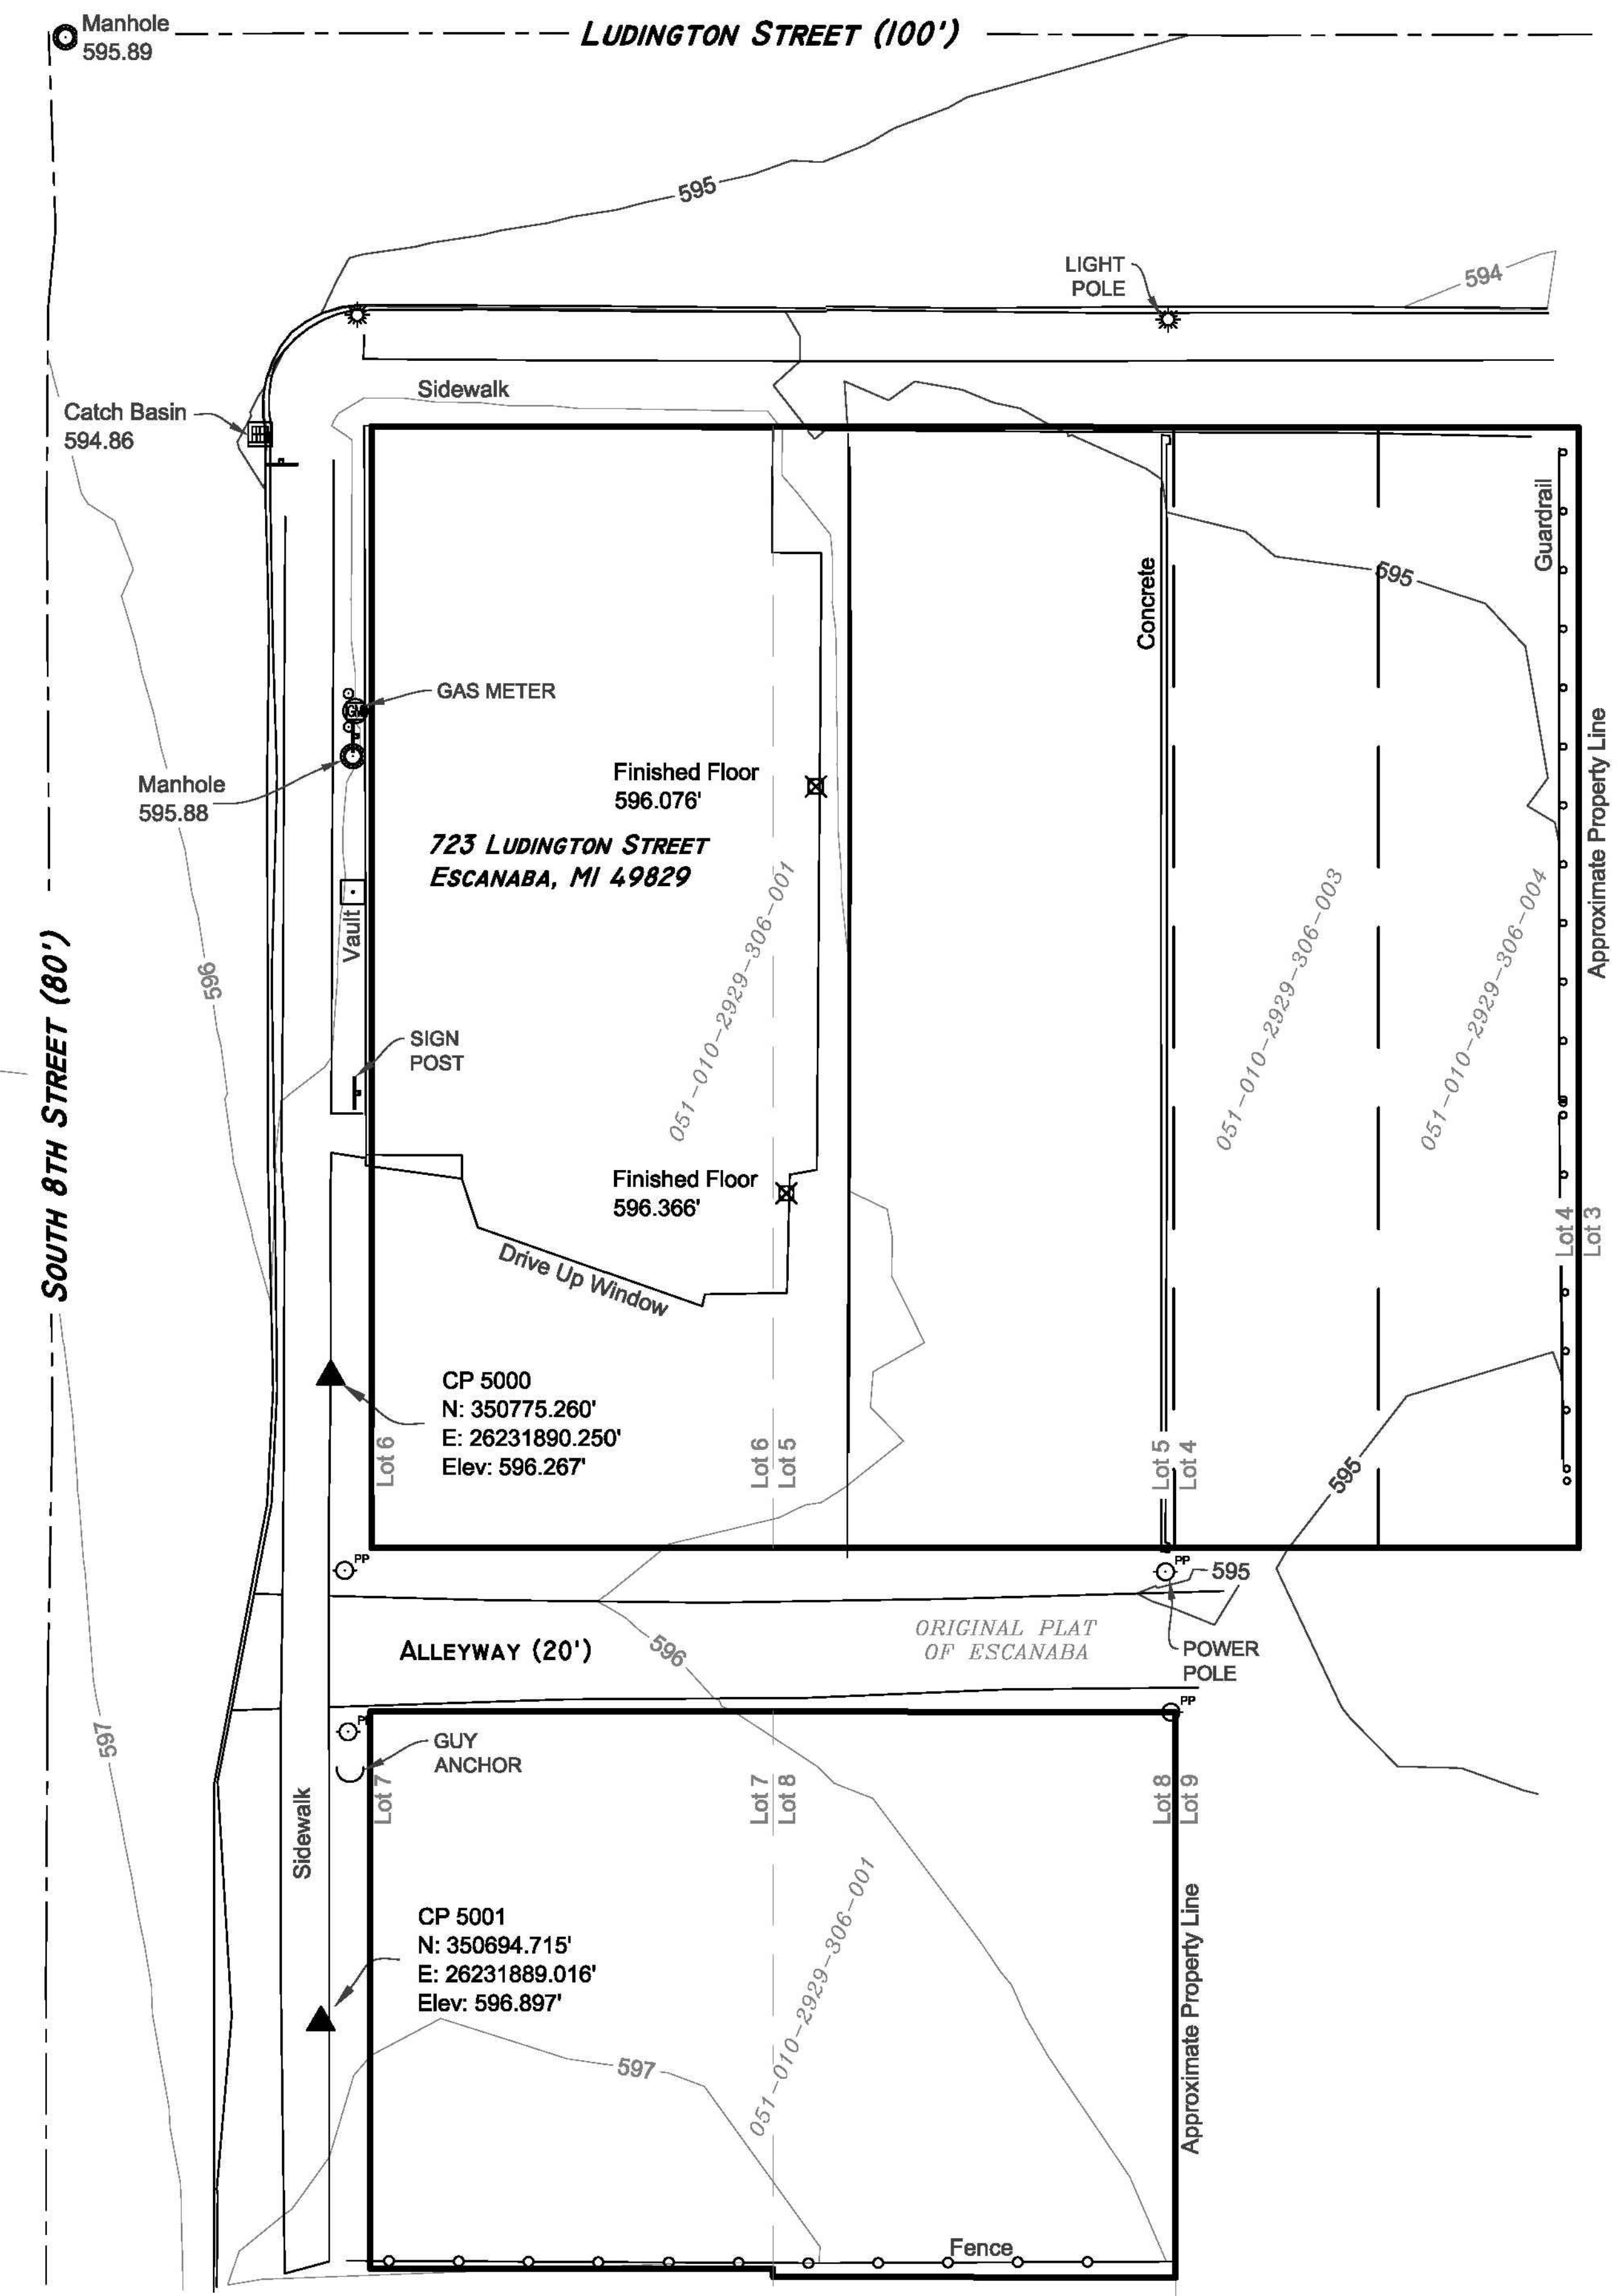 Manhole
595.89
LUDINGTON STREET (100')
595
594
LIGHT
POLE
Sidewalk
Catch Basin
594.86
Guardrail
595
Concrete
GAS METER
GM
Manhole
595.88
Finished Floor
596.076'
723 LUDINGTON STREET
ESCANABA, MI 49829
Approximate Property Line
051-010-2929-306-001
051-010-2929-306-003
051-010-2929-306-004
Vault
596
SOUTH 8TH STREET (80')
SIGN
POST
Finished Floor
596.366'
Lot 4
Lot 3
Drive Up Window
CP 5000
N: 350775.260'
E: 26231890.250'
Elev: 596.267'
Lot 6
Lot 6
Lot 5
Lot 5
Lot 4
595
PP
PP
595
ORIGINAL PLAT
OF ESCANABA
ALLEYWAY (20')
596
POWER
POLE
PP
597
GUY
ANCHOR
Lot 7
Lot 7
Lot 8
Lot 8
Lot 9
Sidewalk
CP 5001
N: 350694.715'
E: 26231889.016'
Elev: 596.897'
051-010-2929-306-001
Approximate Property Line
597
Fence